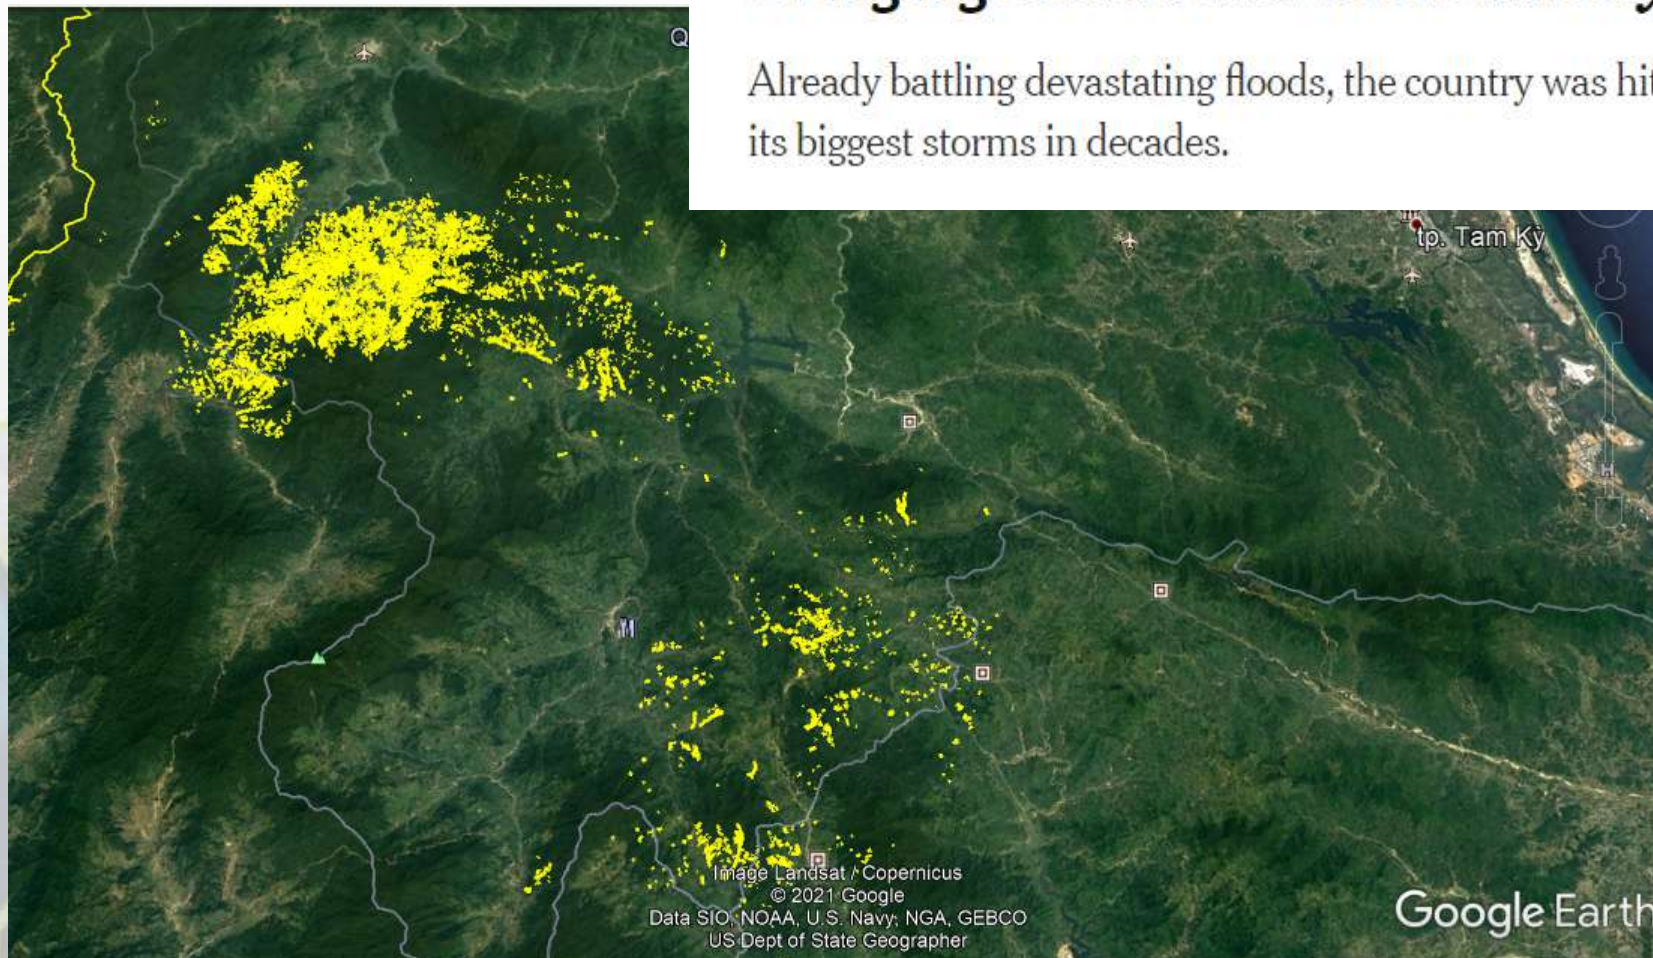 Already battling devastating floods, the country was hit
its biggest storms in decades.
Q
tp. Tam Kỳ
Image Landsat / Copernicus
© 2021 Google
Data SIO, NOAA, U.S. Navy, NGA, GEBCO
US Dept of State Geographer
Google Earth